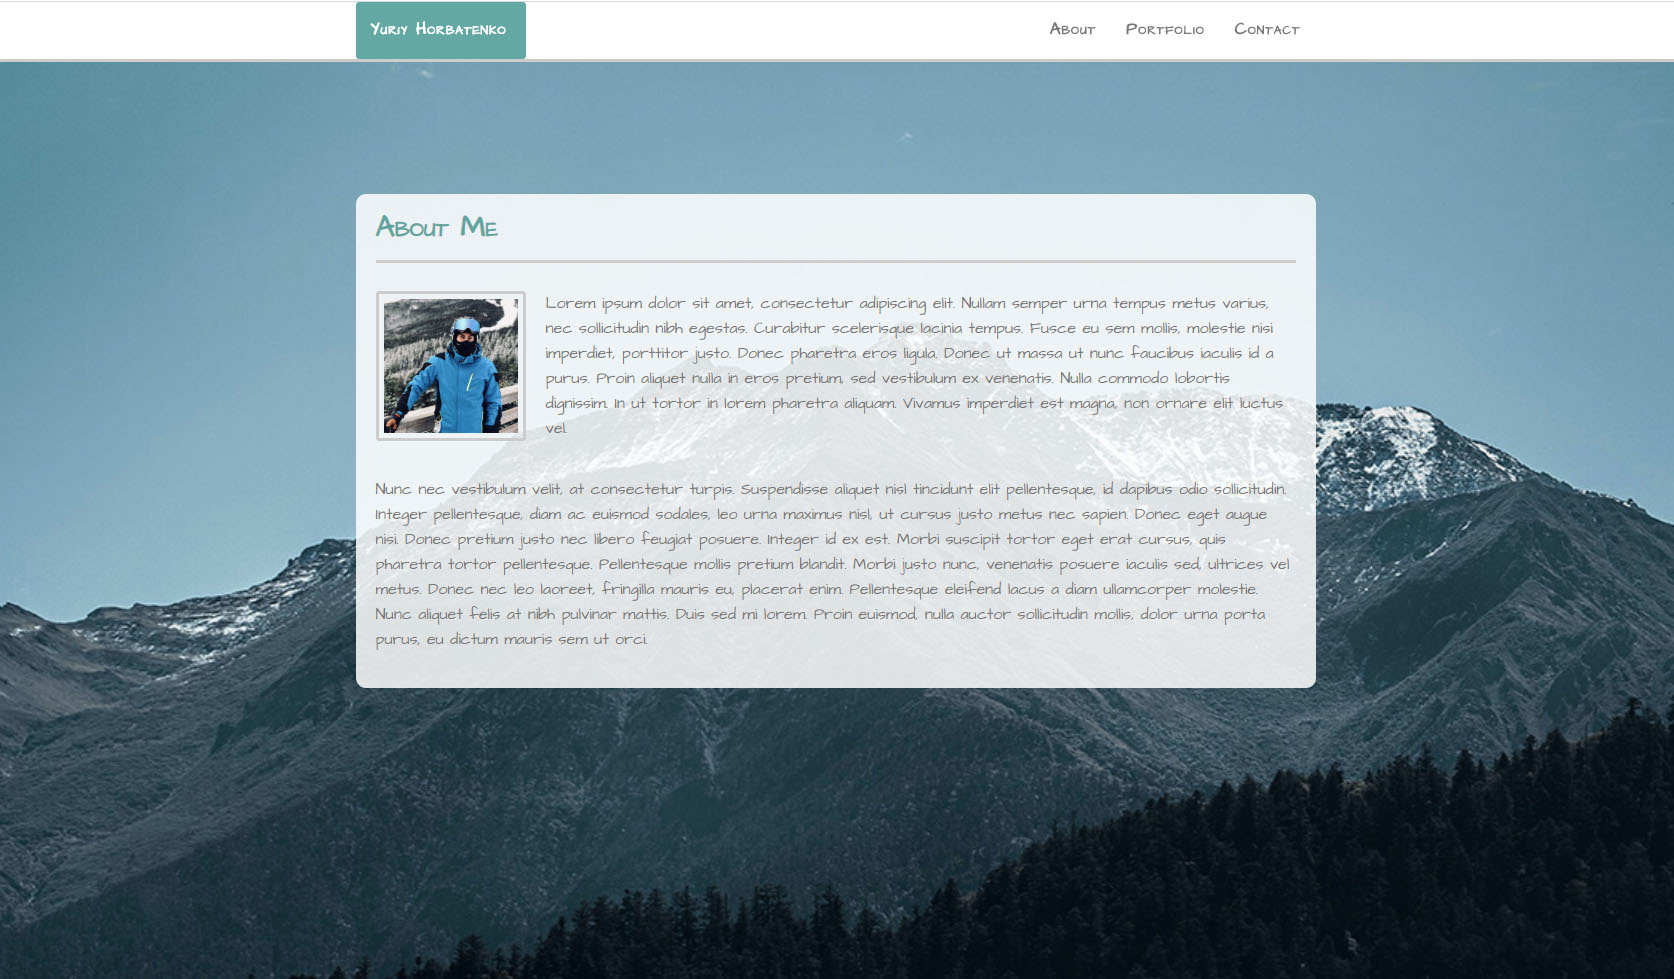 Yuriy Horbatenko
About Portfolio Contact
About Me
Lorem ipsum dolor sit amet, consectetur adipiscing elit. Nullam semper urna tempus metus varius,
nec sollicitudin nibh egestas. Curabitur scelerisque lacinia tempus. Fusce eu sem mollis, molestie nisi
imperdiet, porttitor justo. Donec pharetra eros ligula. Donec ut massa ut nunc faucibus iaculis id a
purus. Proin aliquet nulla in eros pretium, sed vestibulum ex venenatis. Nulla commodo lobortis
dignissim. In ut tortor in lorem pharetra aliquam. Vivamus imperdiet est magna, non ornare elit luctus
vel.
Nunc nec vestibulum velit, at consectetur turpis. Suspendisse aliquet nisl tincidunt elit pellentesque, id dapibus odio sollicitudin.
Integer pellentesque, diam ac euismod sodales, leo urna maximus nisl, ut cursus justo metus nec sapien. Donec eget augue
nisi. Donec pretium justo nec libero feugiat posuere. Integer id ex est. Morbi suscipit tortor eget erat cursus, quis
pharetra tortor pellentesque. Pellentesque mollis pretium blandit. Morbi justo nunc, venenatis posuere iaculis sed, ultrices vel
metus. Donec nec leo laoreet, fringilla mauris eu, placerat enim. Pellentesque eleifend lacus a diam ullamcorper molestie.
Nunc aliquet felis at nibh pulvinar mattis. Duis sed mi lorem. Proin euismod, nulla auctor sollicitudin mollis, dolor urna porta
purus, eu dictum mauris sem ut orci.